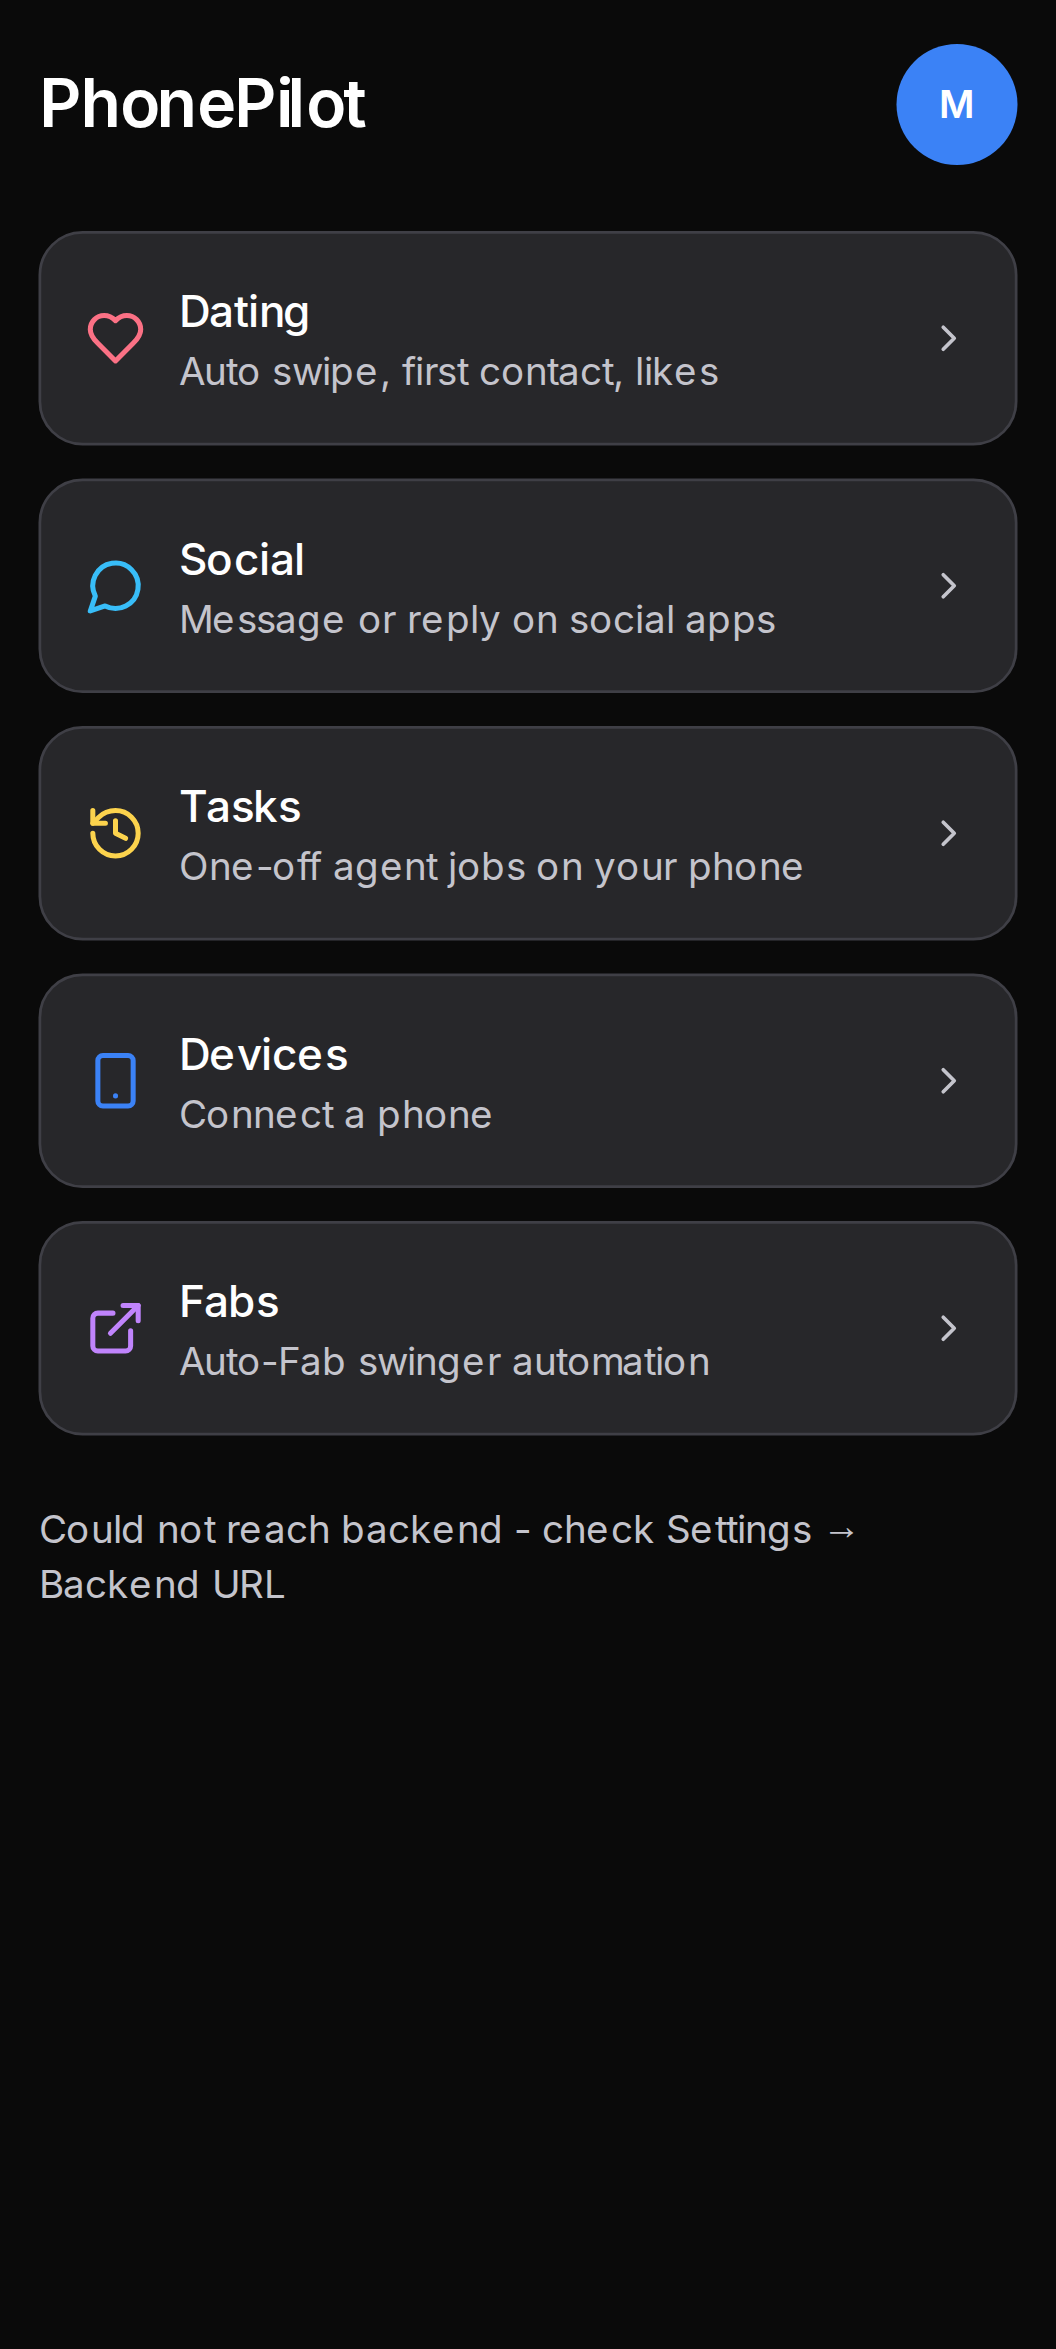 PhonePilot
M
Dating
Auto swipe, first contact, likes
Social
Message or reply on social apps
Tasks
One-off agent jobs on your phone
Devices
Connect a phone
Fabs
Auto-Fab swinger automation
Could not reach backend - check Settings →
Backend URL